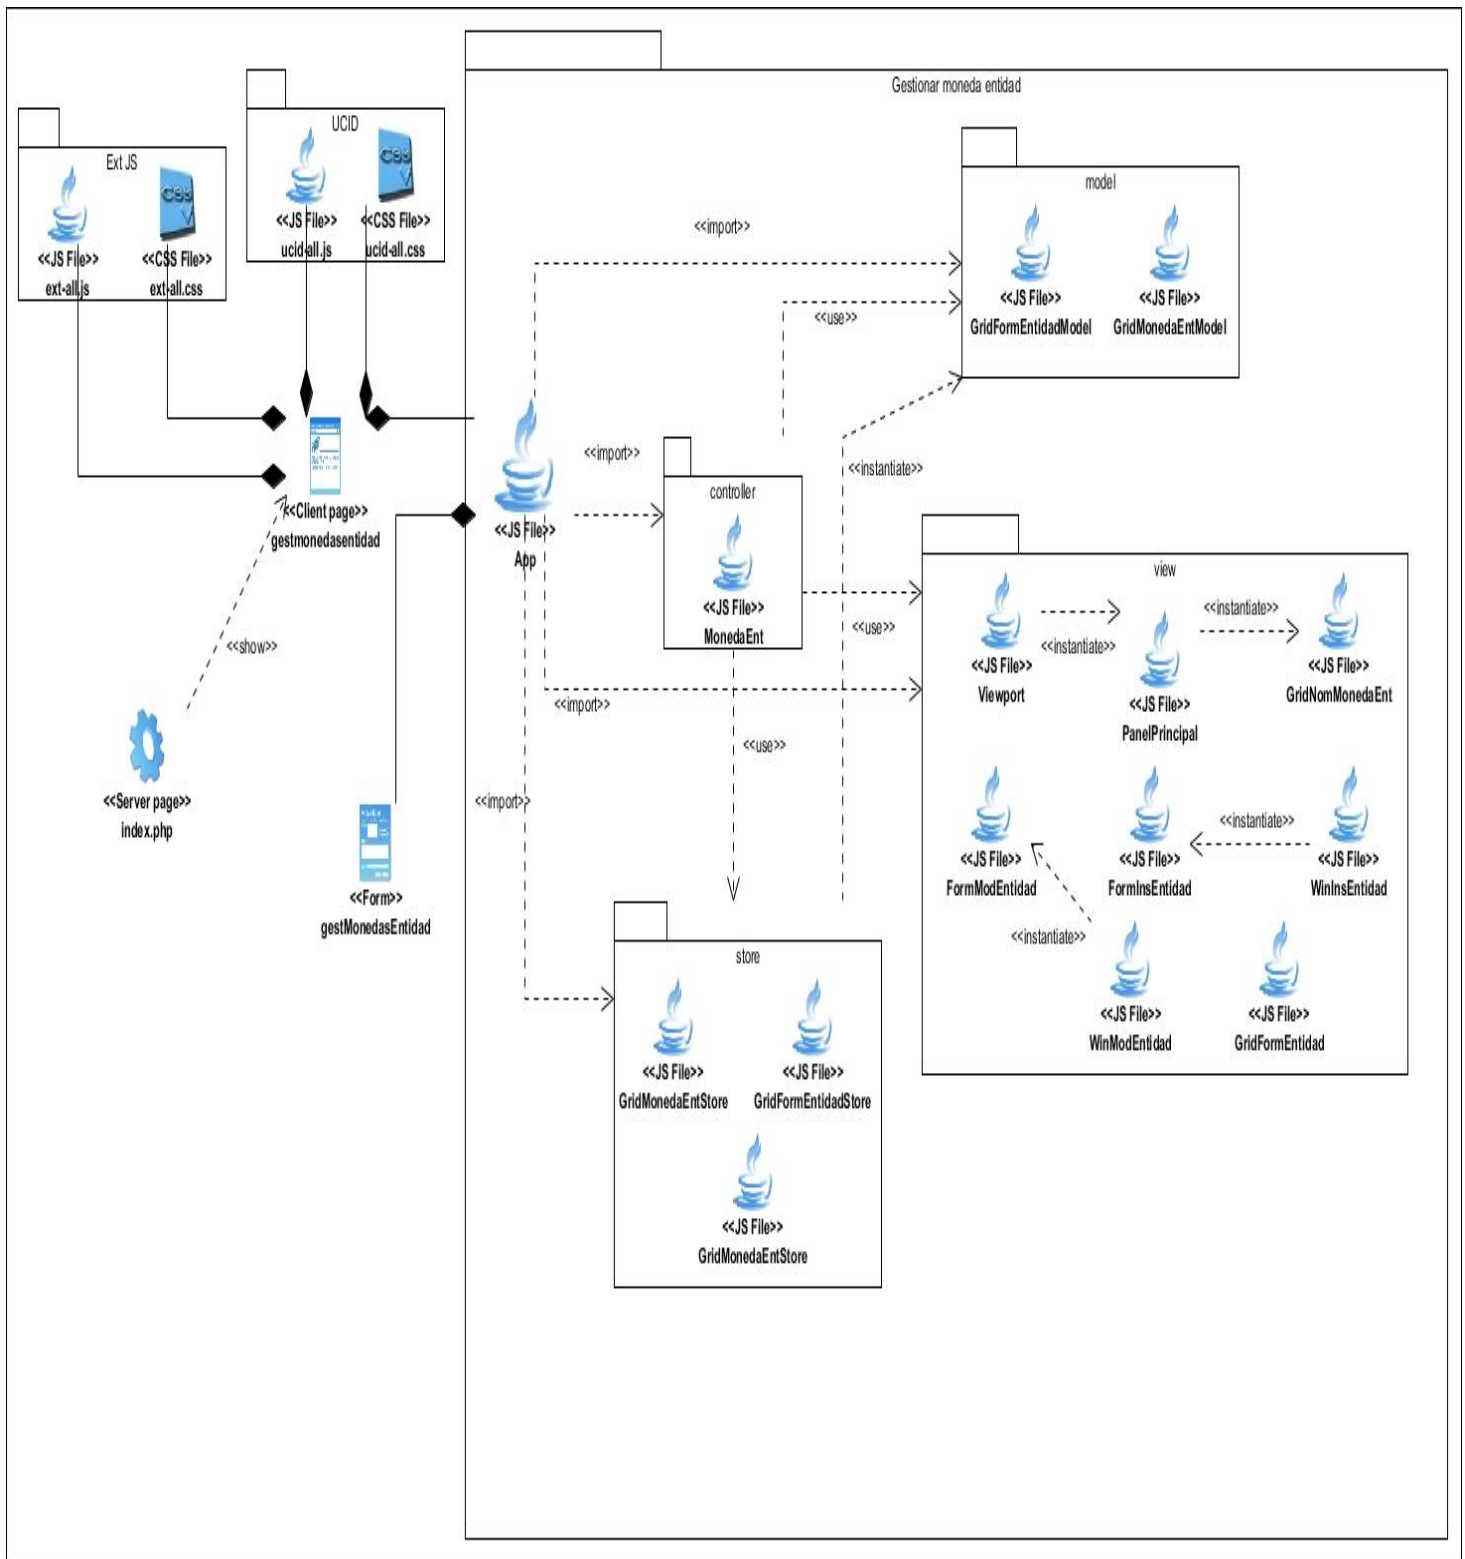 Gestionar moneda entidad
UCID
<<JS File>>
ucid-all.js
<<CSS File>>
ucid-all.css
Ext JS
<<JS File>>
ext-all.js
<<CSS File>>
ext-all.css
<<Client page>>
gestmonedasentidad
<<show>>
<<Server page>>
index.php
<<Form>>
gestMonedasEntidad
<<JS File>>
App
<<import>>
<<import>>
<<import>>
<<import>>
<<use>>
<<instantiate>>
<<use>>
<<use>>
model
<<JS File>>
GridFormEntidadModel
<<JS File>>
GridMonedaEntModel
controller
<<JS File>>
MonedaEnt
view
<<JS File>>
Viewport
<<instantiate>>
<<JS File>>
PanelPrincipal
<<instantiate>>
<<JS File>>
GridNomMonedaEnt
<<JS File>>
FormModEntidad
<<JS File>>
FormInsEntidad
<<instantiate>>
<<JS File>>
WinInsEntidad
<<instantiate>>
<<JS File>>
WinModEntidad
<<JS File>>
GridFormEntidad
store
<<JS File>>
GridMonedaEntStore
<<JS File>>
GridFormEntidadStore
<<JS File>>
GridMonedaEntStore